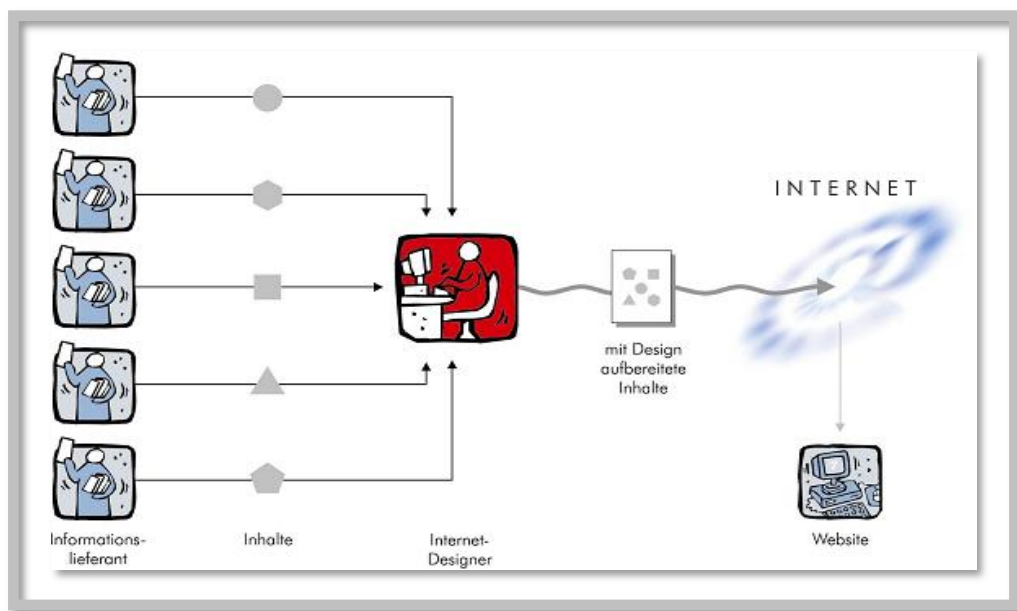 INTERNET
mit Design
aufbereitete
Inhalte
Informations-
lieferant
Inhalte
Internet-
Designer
Website